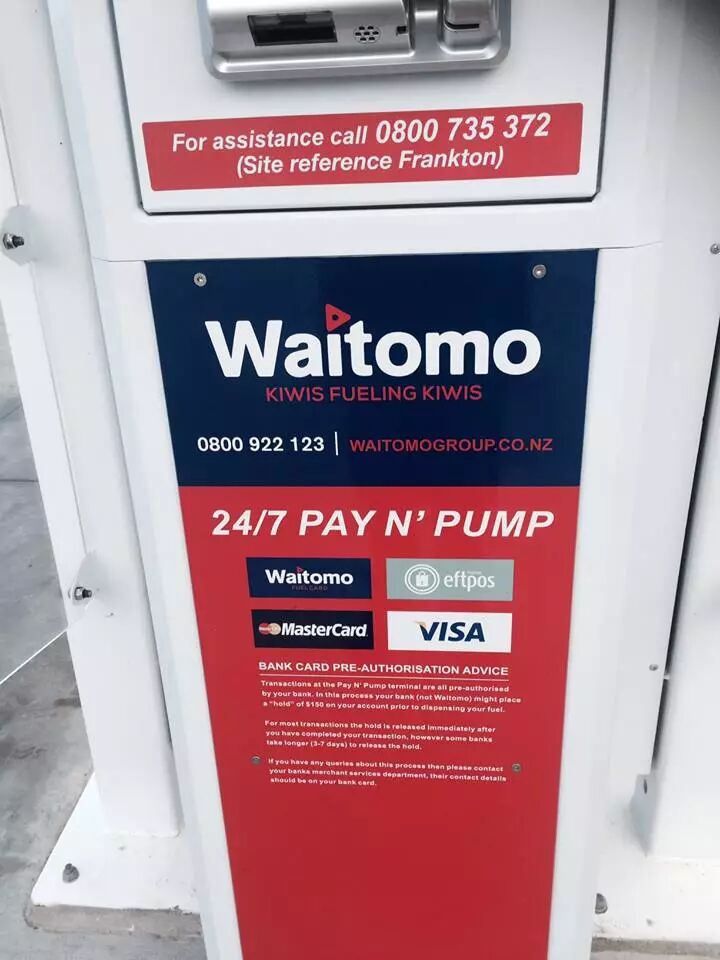 For assistance call 0800 735 372
(Site reference Frankton)
Waitomo
KIWIS FUELING KIWIS
0800 922 123 | WAITOMOGROUP.CO.NZ
24/7 PAY N' PUMP
Waitomo
FUEL CARD
eftpos
MasterCard
VISA
BANK CARD PRE-AUTHORISATION ADVICE
Transactions at the Pay N' Pump terminal are all pre-authorised
by your bank. In this process your bank (not Waitomo) might place
a "hold" of $150 on your account prior to dispensing your fuel.
For most transactions the hold is released immediately after
you have completed your transaction, however some banks
take longer (3-7 days) to release the hold.
If you have any queries about this process then please contact
your banks merchant services department, their contact details
should be on your bank card.